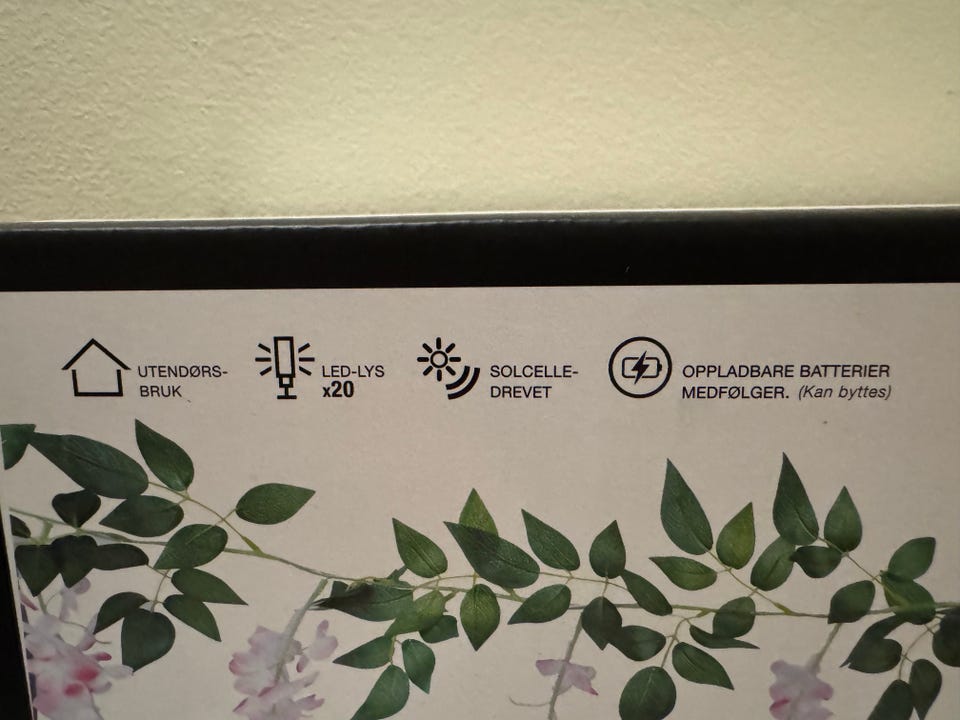 UTENDØRS-
BRUK
LED-LYS
x20
SOLCELLE-
DREVET
OPPLADBARE BATTERIER
MEDFØLGER. (Kan byttes)